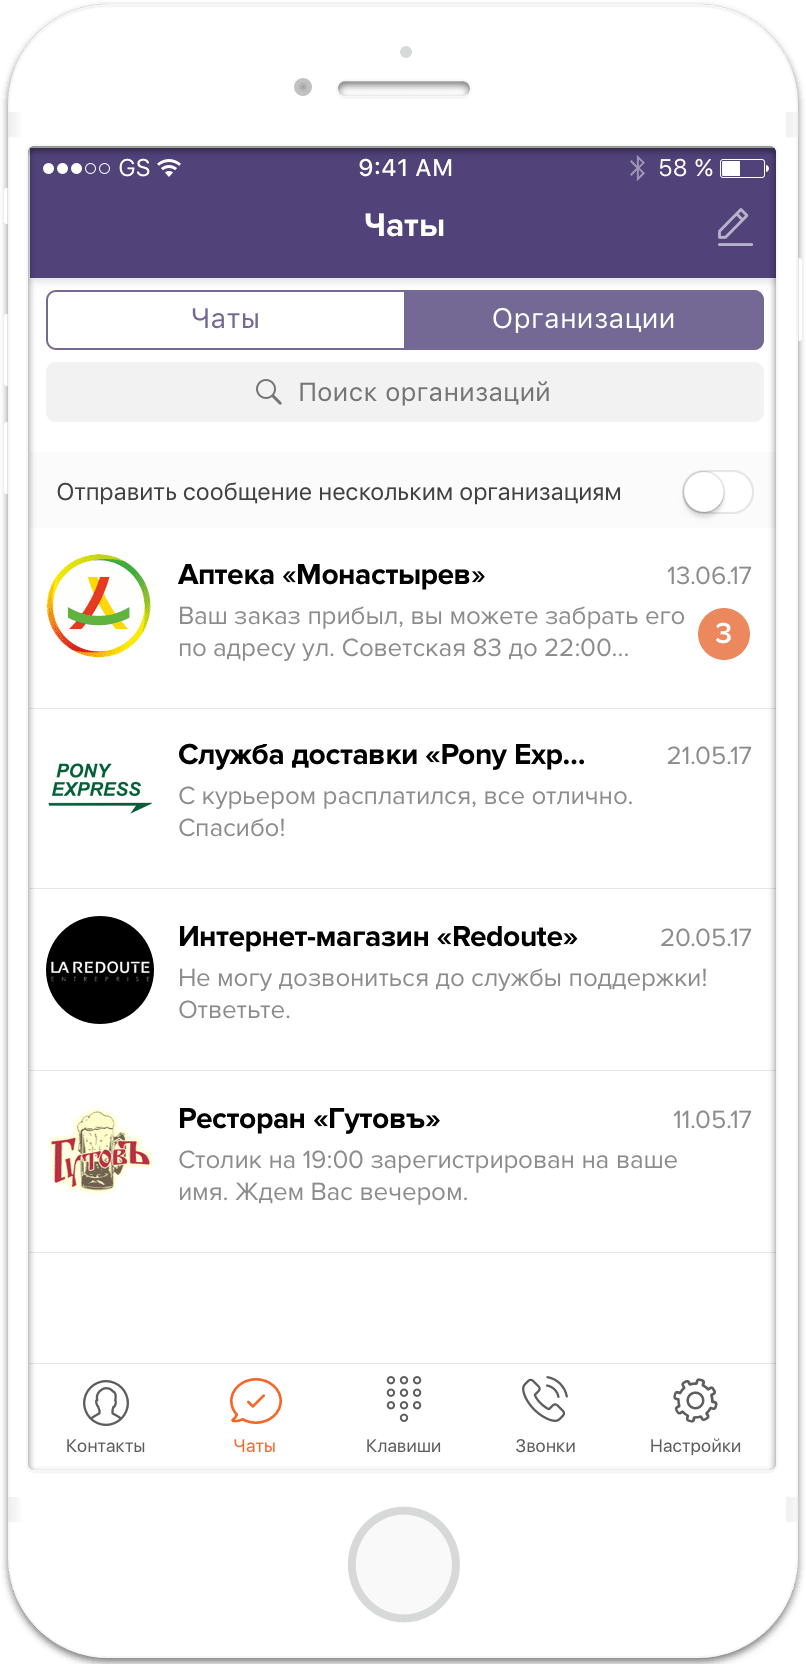 GS 9:41 AM 58 %
Чаты
Чаты Организации
Поиск организаций
Отправить сообщение нескольким организациям
Аптека «Монастырев» 13.06.17
Ваш заказ прибыл, вы можете забрать его
по адресу ул. Советская 83 до 22:00...
3
PONY
EXPRESS
Служба доставки «Pony Exp... 21.05.17
С курьером расплатился, все отлично.
Спасибо!
LA REDOUTE
ENTREPRISE
Интернет-магазин «Redoute» 20.05.17
Не могу дозвониться до службы поддержки!
Ответьте.
ГутовЪ
Ресторан «Гутовъ» 11.05.17
Столик на 19:00 зарегистрирован на ваше
имя. Ждем Вас вечером.
Контакты Чаты Клавиши Звонки Настройки